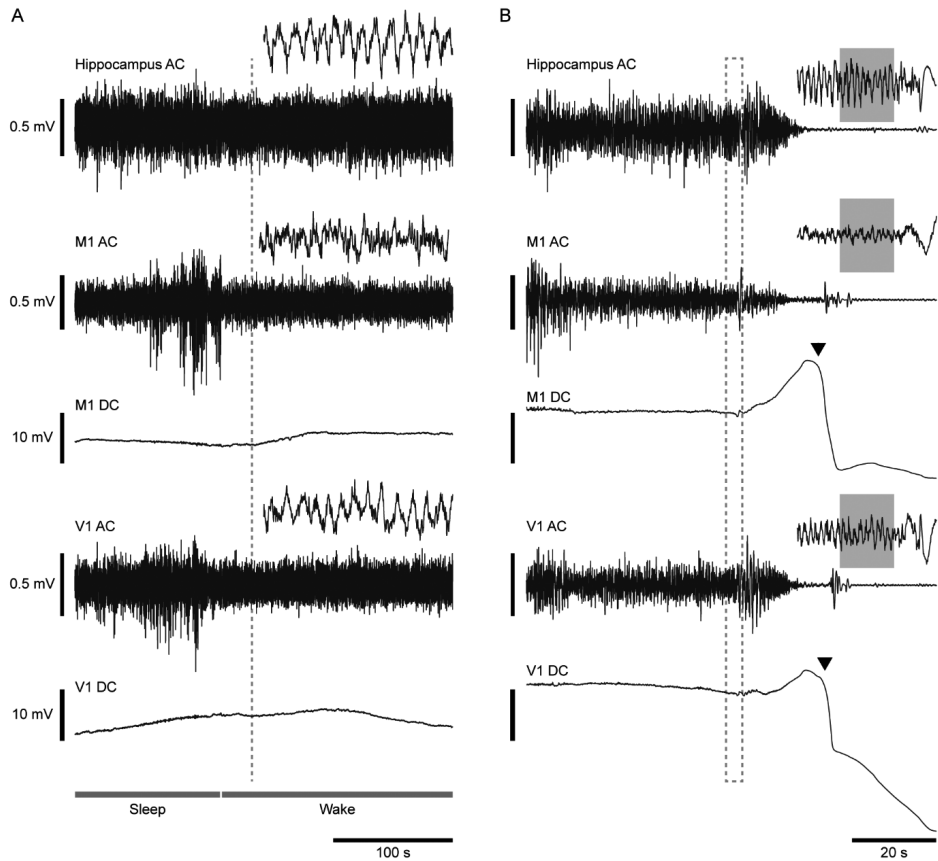 A
Hippocampus AC
0.5 mV
M1 AC
0.5 mV
M1 DC
10 mV
V1 AC
0.5 mV
V1 DC
10 mV
Sleep
Wake
100 s
B
Hippocampus AC
M1 AC
M1 DC
V1 AC
V1 DC
20 s